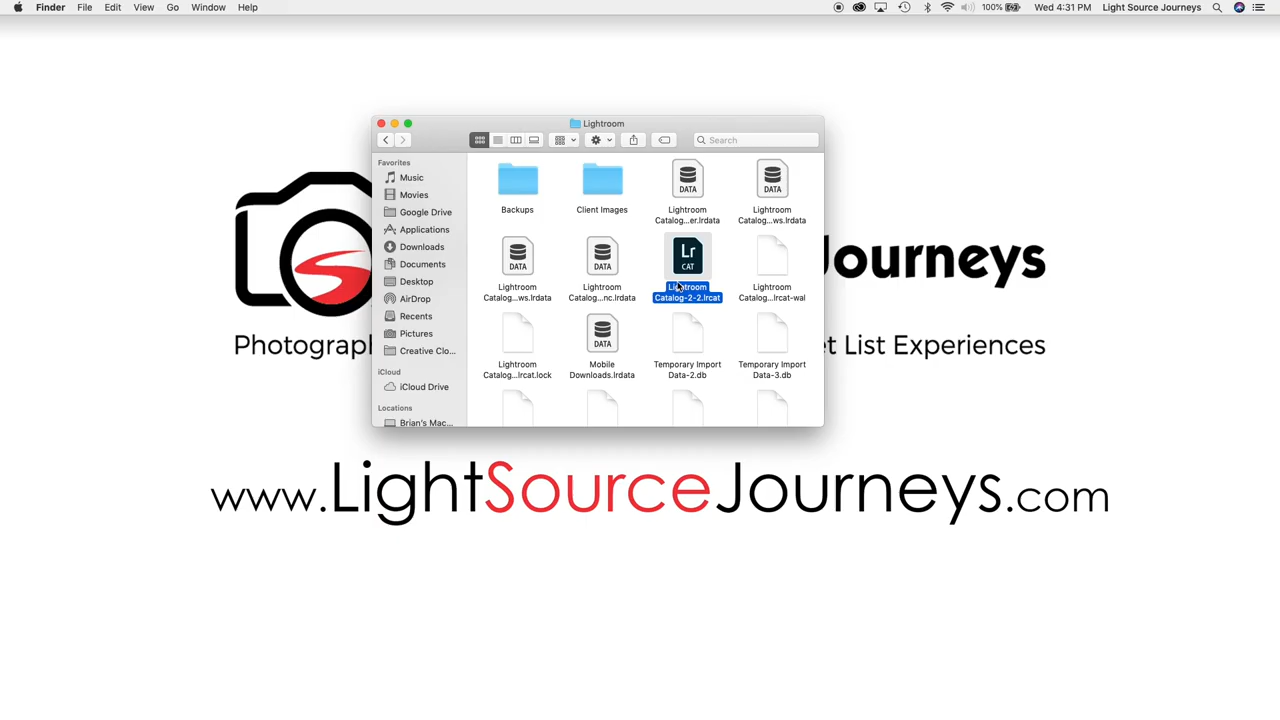 Finder File Edit View Go Window Help
100% Wed 4:31 PM Light Source Journeys
Lightroom
Search
Favorites
Music
Movies
Google Drive
Applications
Downloads
Documents
Desktop
AirDrop
Recents
Pictures
Creative Clo...
iCloud
iCloud Drive
Locations
Brian's Mac...
DATA
DATA
Backups
Client Images
Lightroom
Catalog...er.lrdata
Lightroom
Catalog...ws.lrdata
DATA
DATA
Lr
CAT
Lightroom
Catalog...ws.lrdata
Lightroom
Catalog...nc.lrdata
Lightroom
Catalog-2-2.lrcat
Lightroom
Catalog...lrcat-wal
DATA
Lightroom
Catalog...lrcat.lock
Mobile
Downloads.lrdata
Temporary Import
Data-2.db
Temporary Import
Data-3.db
Journeys
Photograph
et List Experiences
www.LightSourceJourneys.com